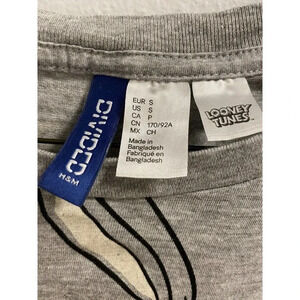 DIVIDED
H&M
EUR S
US S
CA P
CN 170/92A
MX CH
Made in
Bangladesh
Fabriqué en
Bangladesh
LOONEY
TUNES